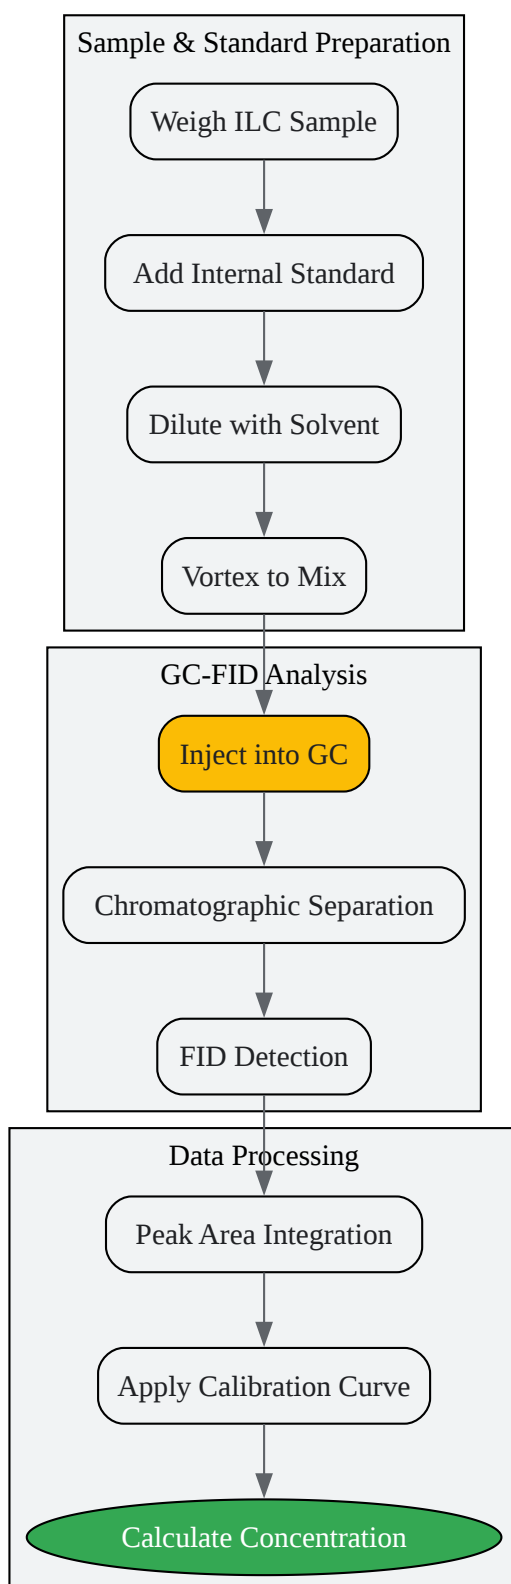 Sample & Standard Preparation
Weigh ILC Sample
Add Internal Standard
Dilute with Solvent
Vortex to Mix
GC-FID Analysis
Inject into GC
Chromatographic Separation
FID Detection
Data Processing
Peak Area Integration
Apply Calibration Curve
Calculate Concentration